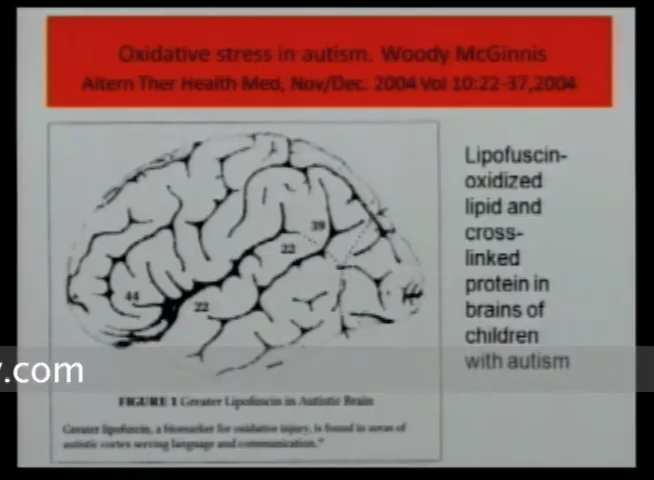 Oxidative stress in autism. Woody McGinnis
Altern Ther Health Med, Nov/Dec. 2004 Vol 10:22-37,2004
Lipofuscin-
oxidized
lipid and
cross-
linked
protein in
brains of
children
with autism
39
22
44
22
y.com
FIGURE 1 Greater Lipofuscin in Autistic Brain
Greater lipofuscin, a biomarker for oxidative injury, is found in areas of
autistic cortex serving language and communication.